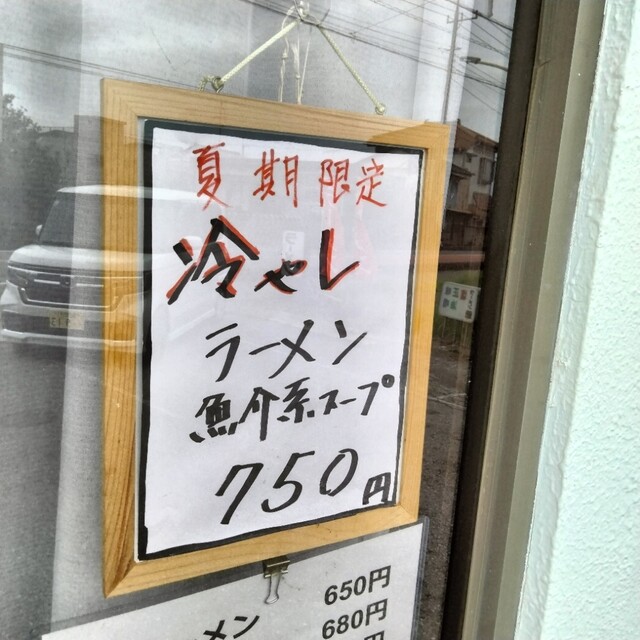 夏期限定
冷やし
ラーメン
魚介系スープ
750円
650円
メン 680円
円